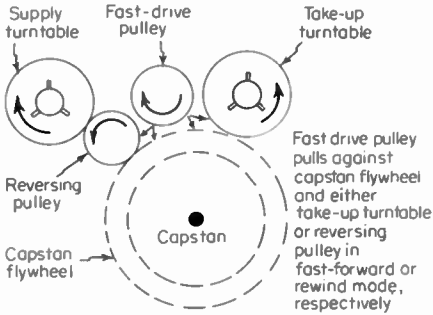 Supply
turntable
Fast-drive
pulley
Take-up
turntable
Reversing
pulley
Capstan
flywheel
Capstan
Fast drive pulley
pulls against
capstan flywheel
and either
take-up turntable
or reversing
pulley in
fast-forward or
rewind mode,
respectively